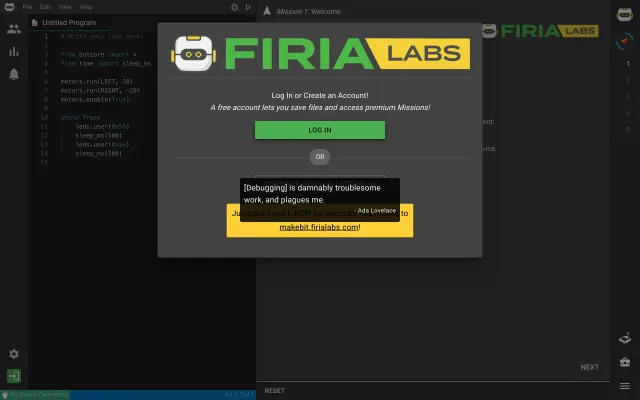 File Edit View Help
Mission 1: Welcome
Untitled Program
FIRIA LABS
FIRIA LABS
1 # Write your code here!
2
3 from botcore import *
4 from time import sleep_ms
5
6 motors.run(LEFT, 20)
7 motors.run(RIGHT, -20)
8 motors.enable(True)
9
10 while True:
11 leds.user(0x55)
12 sleep_ms(500)
13 leds.user(0xaa)
14 sleep_ms(500)
15
Log In or Create an Account!
A free account lets you save files and access premium Missions!
LOG IN
OR
[Debugging] is damnably troublesome
work, and plagues me.
- Ada Lovelace
to
makebit.firialabs.com!
1
2
3
4
NEXT
RESET
No Device Connected
Ln 1 Col 1